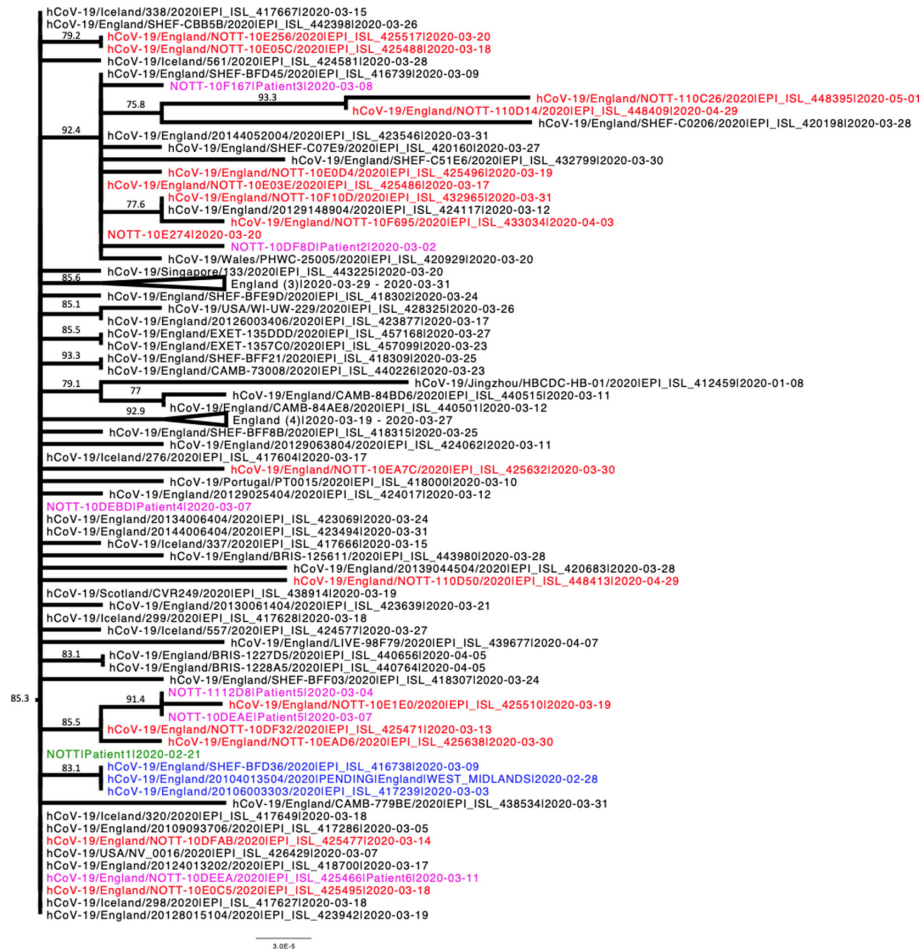 hCoV-19/Iceland/338/2020|EPI_ISL_417667|2020-03-15
hCoV-19/England/SHEF-CBB5B/2020|EPI_ISL_442398|2020-03-26
79.2
hCoV-19/England/NOTT-10E256/2020|EPI_ISL_425517|2020-03-20
hCoV-19/England/NOTT-10E05C/2020|EPI_ISL_425488|2020-03-18
hCoV-19/Iceland/561/2020|EPI_ISL_424581|2020-03-28
hCoV-19/England/SHEF-BFD45/2020|EPI_ISL_416739|2020-03-09
NOTT-10F167|Patient3|2020-03-08
93.3
hCoV-19/England/NOTT-110C26/2020|EPI_ISL_448395|2020-05-01
75.8
hCoV-19/England/NOTT-110D14/2020|EPI_ISL_448409|2020-04-29
hCoV-19/England/SHEF-C0206/2020|EPI_ISL_420198|2020-03-28
92.4
hCoV-19/England/20144052004/2020|EPI_ISL_423546|2020-03-31
hCoV-19/England/SHEF-C07E9/2020|EPI_ISL_420160|2020-03-27
hCoV-19/England/SHEF-C51E6/2020|EPI_ISL_432799|2020-03-30
hCoV-19/England/NOTT-10E0D4/2020|EPI_ISL_425496|2020-03-19
hCoV-19/England/NOTT-10E03E/2020|EPI_ISL_425486|2020-03-17
hCoV-19/England/NOTT-10F10D/2020|EPI_ISL_432965|2020-03-31
77.6
hCoV-19/England/20129148904/2020|EPI_ISL_424117|2020-03-12
hCoV-19/England/NOTT-10F695/2020|EPI_ISL_433034|2020-04-03
NOTT-10E274|2020-03-20
NOTT-10DF8D|Patient2|2020-03-02
hCoV-19/Wales/PHWC-25005/2020|EPI_ISL_420929|2020-03-20
hCoV-19/Singapore/133/2020|EPI_ISL_443225|2020-03-20
85.6
England (3)|2020-03-29 - 2020-03-31
hCoV-19/England/SHEF-BFE9D/2020|EPI_ISL_418302|2020-03-24
85.1
hCoV-19/USA/WI-UW-229/2020|EPI_ISL_428325|2020-03-26
hCoV-19/England/20126003406/2020|EPI_ISL_423877|2020-03-17
85.5
hCoV-19/England/EXET-135DDD/2020|EPI_ISL_457168|2020-03-27
hCoV-19/England/EXET-1357C0/2020|EPI_ISL_457099|2020-03-23
93.3
hCoV-19/England/SHEF-BFF21/2020|EPI_ISL_418309|2020-03-25
hCoV-19/England/CAMB-73008/2020|EPI_ISL_440226|2020-03-23
79.1
hCoV-19/Jingzhou/HBCDC-HB-01/2020|EPI_ISL_412459|2020-01-08
77
hCoV-19/England/CAMB-84BD6/2020|EPI_ISL_440515|2020-03-11
hCoV-19/England/CAMB-84AE8/2020|EPI_ISL_440501|2020-03-12
92.9
England (4)|2020-03-19 - 2020-03-27
hCoV-19/England/SHEF-BFF8B/2020|EPI_ISL_418315|2020-03-25
hCoV-19/England/20129063804/2020|EPI_ISL_424062|2020-03-11
hCoV-19/Iceland/276/2020|EPI_ISL_417604|2020-03-17
hCoV-19/England/NOTT-10EA7C/2020|EPI_ISL_425632|2020-03-30
hCoV-19/Portugal/PT0015/2020|EPI_ISL_418000|2020-03-10
hCoV-19/England/20129025404/2020|EPI_ISL_424017|2020-03-12
NOTT-10DEBD|Patient4|2020-03-07
hCoV-19/England/20134006404/2020|EPI_ISL_423069|2020-03-24
hCoV-19/England/20144006404/2020|EPI_ISL_423494|2020-03-31
hCoV-19/Iceland/337/2020|EPI_ISL_417666|2020-03-15
hCoV-19/England/BRIS-125611/2020|EPI_ISL_443980|2020-03-28
hCoV-19/England/20139044504/2020|EPI_ISL_420683|2020-03-28
hCoV-19/England/NOTT-110D50/2020|EPI_ISL_448413|2020-04-29
hCoV-19/Scotland/CVR249/2020|EPI_ISL_438914|2020-03-19
hCoV-19/England/20130061404/2020|EPI_ISL_423639|2020-03-21
hCoV-19/Iceland/299/2020|EPI_ISL_417628|2020-03-18
hCoV-19/Iceland/557/2020|EPI_ISL_424577|2020-03-27
hCoV-19/England/LIVE-98F79/2020|EPI_ISL_439677|2020-04-07
83.1
hCoV-19/England/BRIS-1227D5/2020|EPI_ISL_440656|2020-04-05
hCoV-19/England/BRIS-1228A5/2020|EPI_ISL_440764|2020-04-05
hCoV-19/England/SHEF-BFF03/2020|EPI_ISL_418307|2020-03-24
85.3
NOTT-1112D8|Patient5|2020-03-04
91.4
hCoV-19/England/NOTT-10E1E0/2020|EPI_ISL_425510|2020-03-19
NOTT-10DEAE|Patient5|2020-03-07
85.5
hCoV-19/England/NOTT-10DF32/2020|EPI_ISL_425471|2020-03-13
hCoV-19/England/NOTT-10EAD6/2020|EPI_ISL_425638|2020-03-30
NOTT|Patient1|2020-02-21
83.1
hCoV-19/England/SHEF-BFD36/2020|EPI_ISL_416738|2020-03-09
hCoV-19/England/20104013504/2020|PENDING|England|WEST_MIDLANDS|2020-02-28
hCoV-19/England/20106003303/2020|EPI_ISL_417239|2020-03-03
hCoV-19/England/CAMB-779BE/2020|EPI_ISL_438534|2020-03-31
hCoV-19/Iceland/320/2020|EPI_ISL_417649|2020-03-18
hCoV-19/England/20109093706/2020|EPI_ISL_417286|2020-03-05
hCoV-19/England/NOTT-10DFAB/2020|EPI_ISL_425477|2020-03-14
hCoV-19/USA/NV_0016/2020|EPI_ISL_426429|2020-03-07
hCoV-19/England/20124013202/2020|EPI_ISL_418700|2020-03-17
hCoV-19/England/NOTT-10DEEA/2020|EPI_ISL_425466|Patient6|2020-03-11
hCoV-19/England/NOTT-10E0C5/2020|EPI_ISL_425495|2020-03-18
hCoV-19/Iceland/298/2020|EPI_ISL_417627|2020-03-18
hCoV-19/England/20128015104/2020|EPI_ISL_423942|2020-03-19
3.0E-5